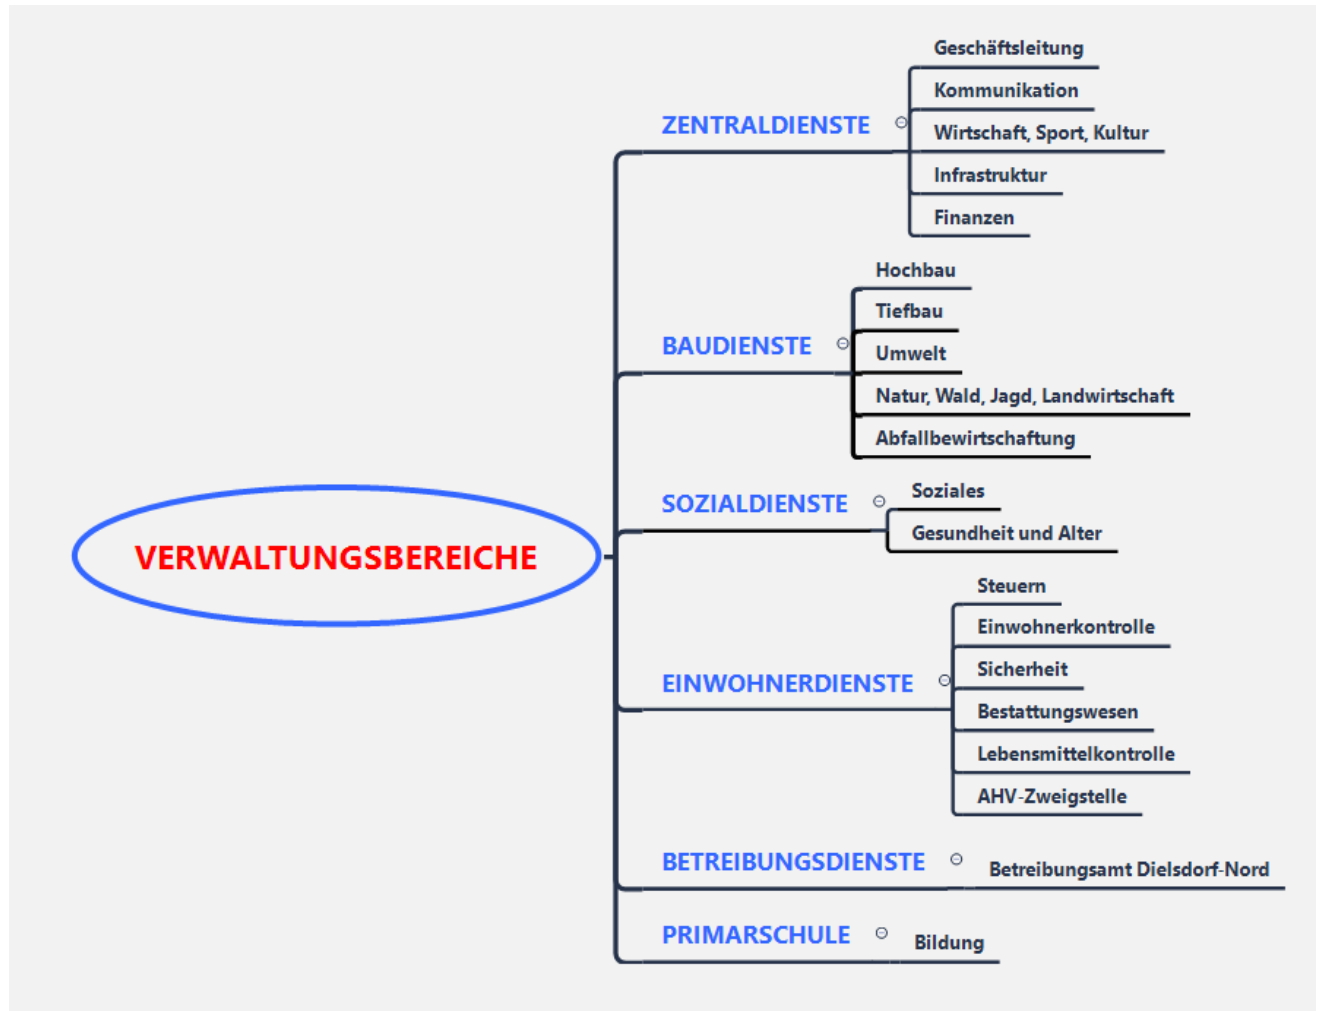 VERWALTUNGSBEREICHE
ZENTRALDIENSTE
Geschäftsleitung
Kommunikation
Wirtschaft, Sport, Kultur
Infrastruktur
Finanzen
BAUDIENSTE
Hochbau
Tiefbau
Umwelt
Natur, Wald, Jagd, Landwirtschaft
Abfallbewirtschaftung
SOZIALDIENSTE
Soziales
Gesundheit und Alter
EINWOHNERDIENSTE
Steuern
Einwohnerkontrolle
Sicherheit
Bestattungswesen
Lebensmittelkontrolle
AHV-Zweigstelle
BETREIBUNGSDIENSTE
Betreibungsamt Dielsdorf-Nord
PRIMARSCHULE
Bildung